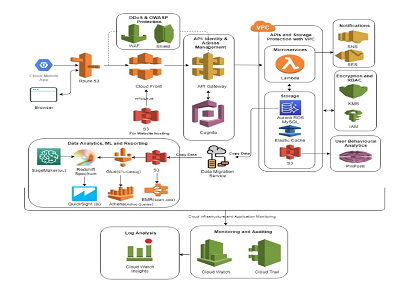 DDoS & OWASP
Protection
WAF
Shield
API Identity &
Access
Management
VPC
APIs and Storage
Protection with VPC
Notifications
SNS
SES
Microservices
Lambda
Cloud Mobile App
Route 53
Cloud Front
API Gateway
Browser
S3
For Website hosting
Cognito
Storage
Aurora RDS
MySQL
Elastic Cache
S3
Encryption and
RBAC
KMS
IAM
User Behavioural
Analytics
PinPoint
Data Analytics, ML and Reporting
SageMaker(ML)
Redshift
Spectrum
Glue(ETL/Catalog)
S3
QuickSight (BI)
Athena(Adhoc Queries)
EMR(Spark Jobs)
Copy Data
Data Migration
Service
Copy Data
Cloud Infrastructure and Application Monitoring
Log Analysis
Cloud Watch
Insights
Monitoring and Auditing
Cloud Watch
Cloud Trail